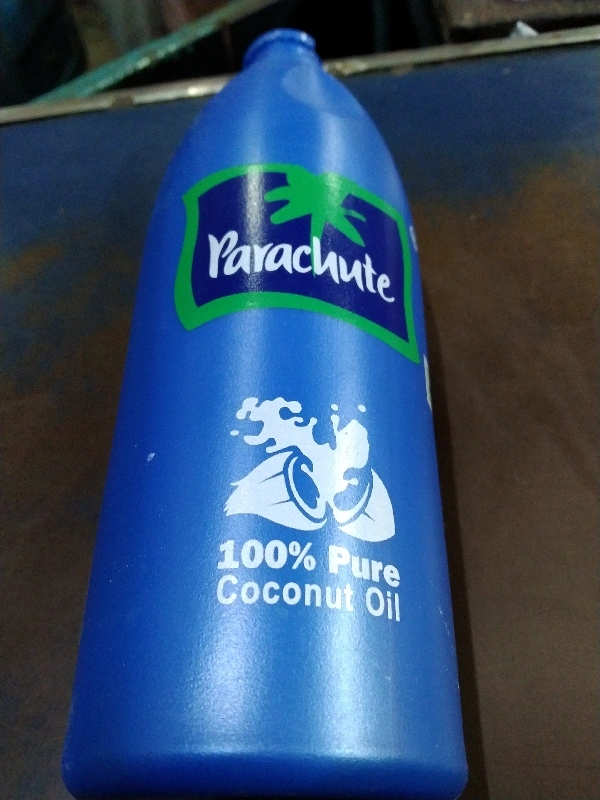 Parachute
100% Pure
Coconut Oil